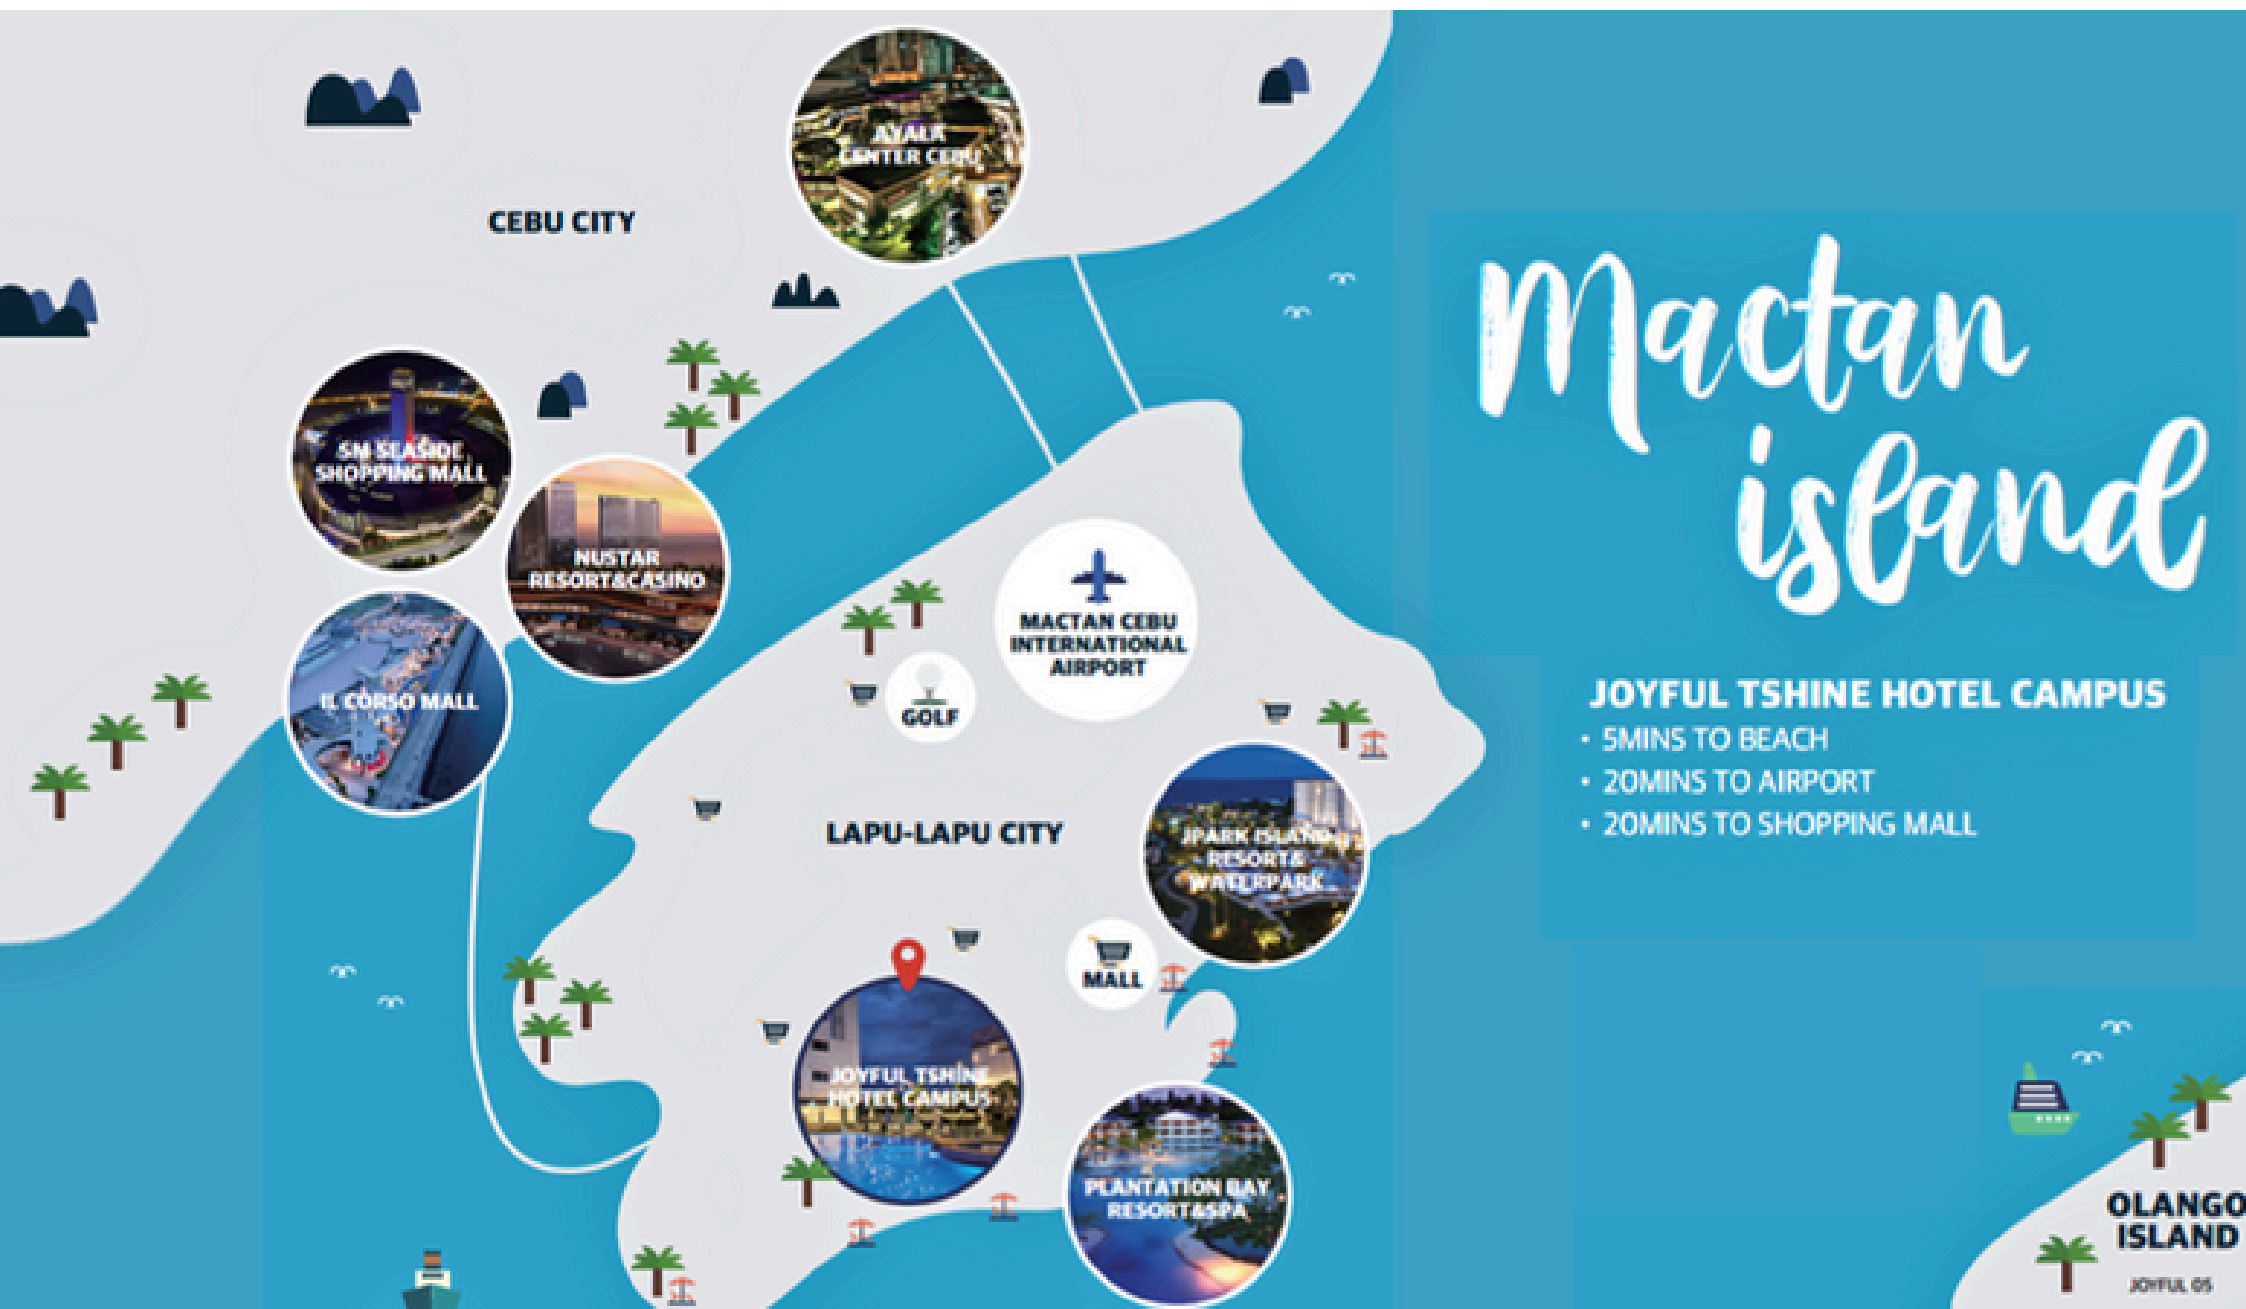 AYALA
CENTER CEBU
CEBU CITY
Mactan
island
SM SEASIDE
SHOPPING MALL
NUSTAR
RESORT&CASINO
MACTAN CEBU
INTERNATIONAL
AIRPORT
IL CORSO MALL
GOLF
JOYFUL TSHINE HOTEL CAMPUS
• 5MINS TO BEACH
• 20MINS TO AIRPORT
• 20MINS TO SHOPPING MALL
LAPU-LAPU CITY
JPARK ISLAND
RESORT&
WATERPARK
MALL
JOYFUL TSHINE
HOTEL CAMPUS
PLANTATION BAY
RESORT&SPA
OLANGO
ISLAND
JOYFUL 05